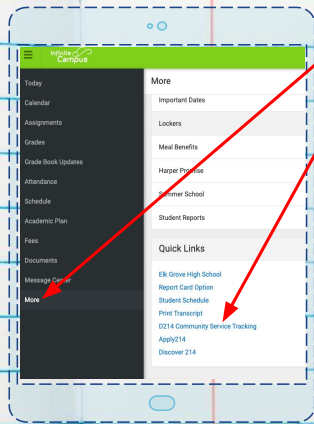 Infinite
Campus
Today
Calendar
Assignments
Grades
Grade Book Updates
Attendance
Schedule
Academic Plan
Fees
Documents
Message Center
More
More
Important Dates
Lockers
Meal Benefits
Harper Promise
Summer School
Student Reports
Quick Links
Elk Grove High School
Report Card Option
Student Schedule
Print Transcript
D214 Community Service Tracking
Apply214
Discover 214